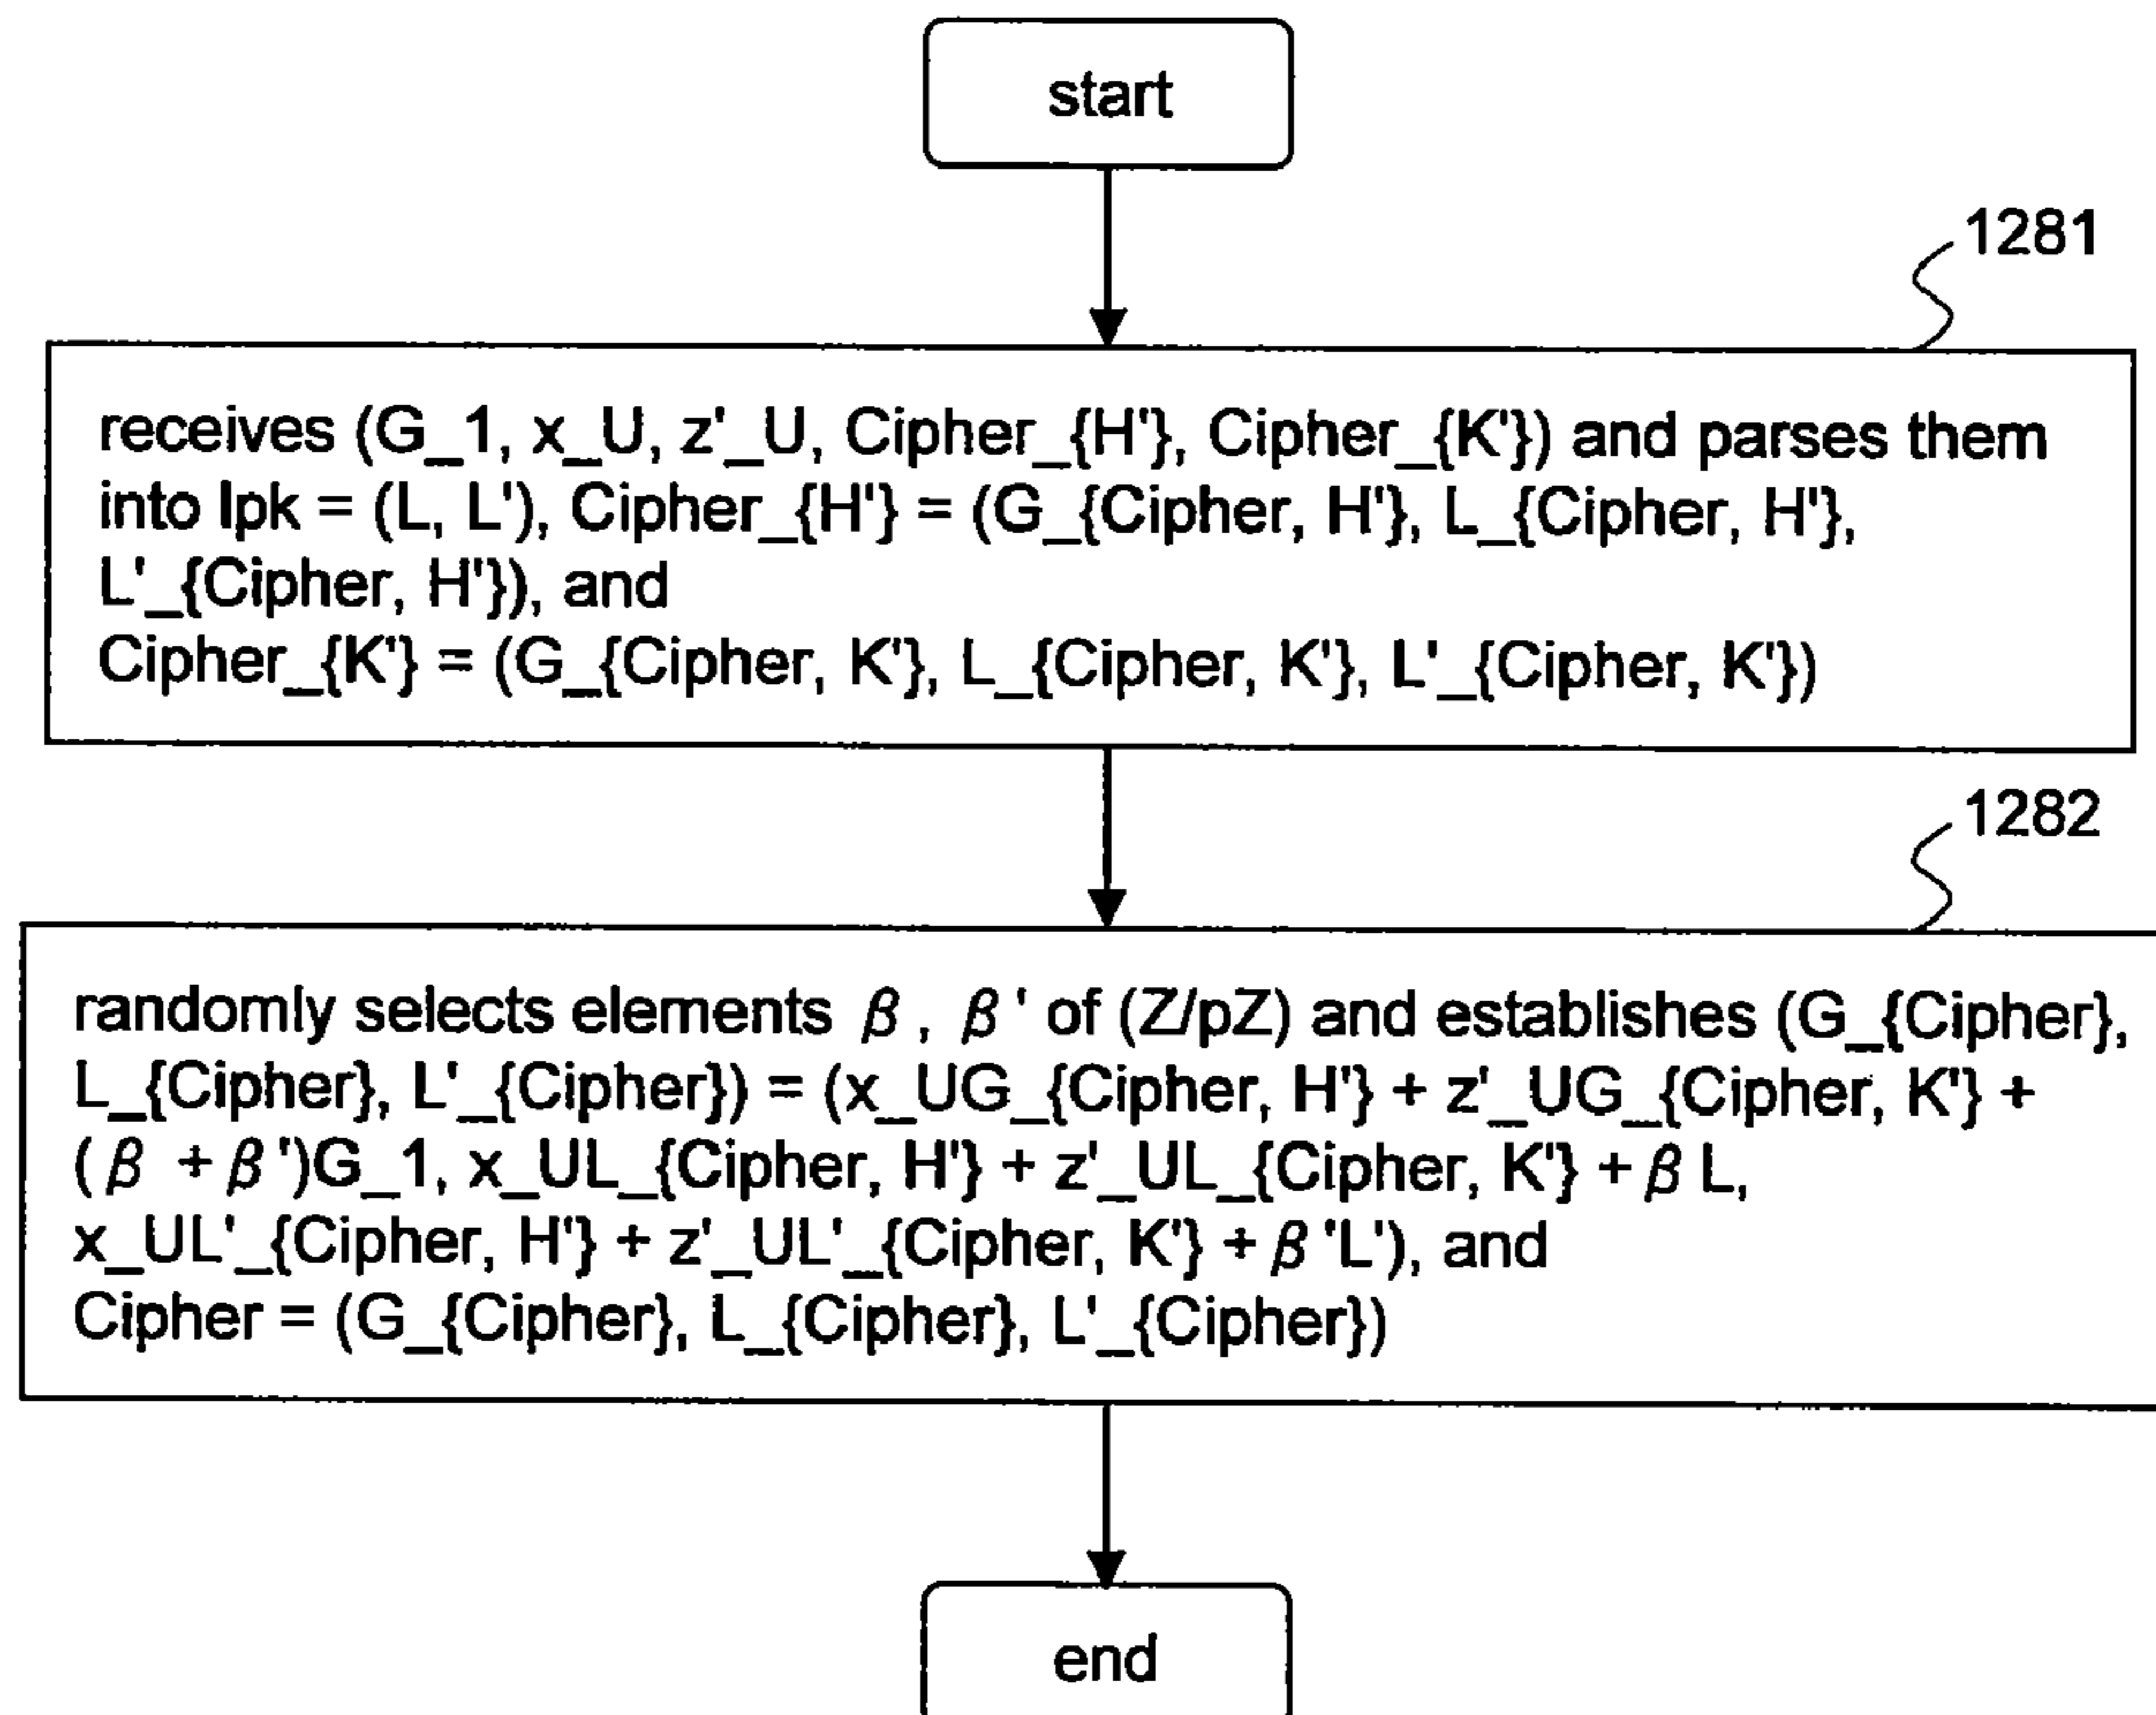 start
1281
receives (G_1, x_U, z'_U, Cipher_{H'}, Cipher_{K'}) and parses them
into lpk = (L, L'), Cipher_{H'} = (G_{Cipher, H'}, L_{Cipher, H'},
L'_{Cipher, H'}), and
Cipher_{K'} = (G_{Cipher, K'}, L_{Cipher, K'}, L'_{Cipher, K'})
1282
randomly selects elements β, β' of (Z/pZ) and establishes (G_{Cipher},
L_{Cipher}, L'_{Cipher}) = (x_UG_{Cipher, H'} + z'_UG_{Cipher, K'} +
(β + β')G_1, x_UL_{Cipher, H'} + z'_UL_{Cipher, K'} + β L,
x_UL'_{Cipher, H'} + z'_UL'_{Cipher, K'} + β'L'), and
Cipher = (G_{Cipher}, L_{Cipher}, L'_{Cipher})
end